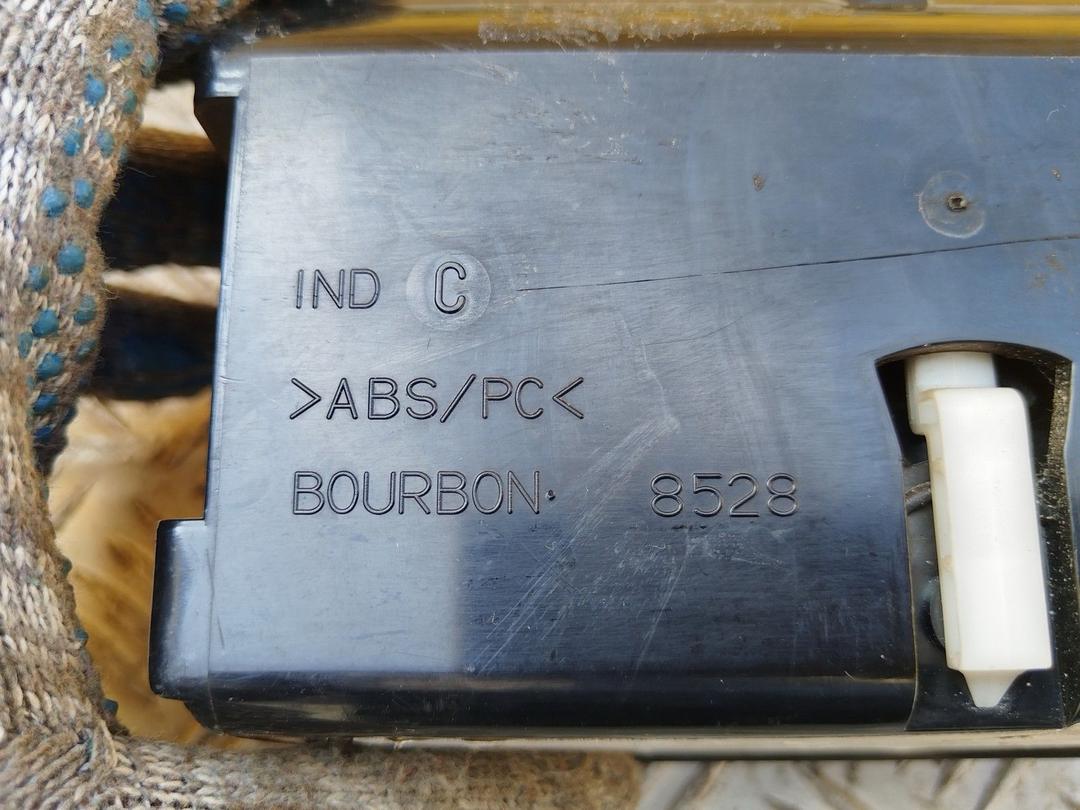 IND C
>ABS/PC<
BOURBON. 8528